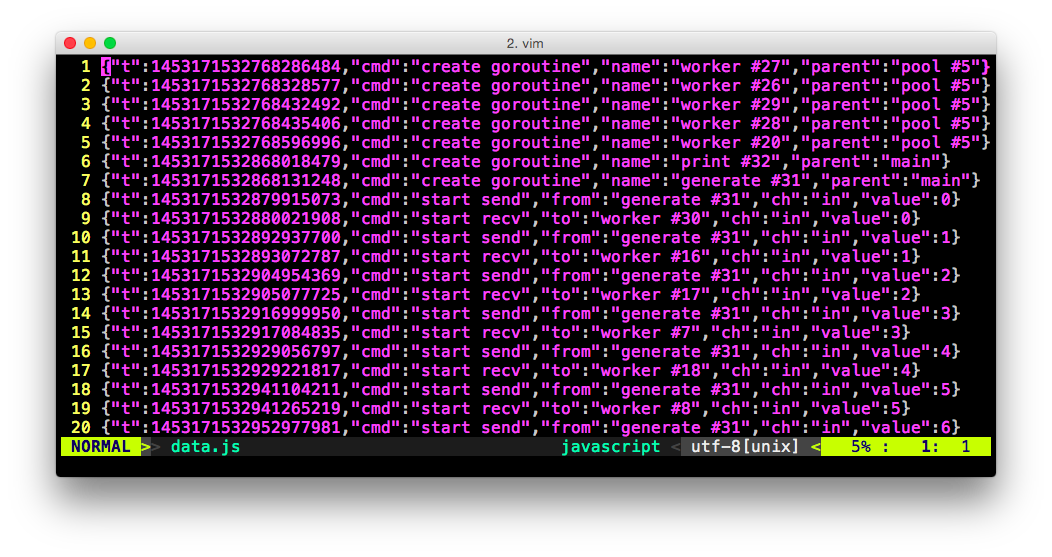 2. vim
1 {"t":1453171532768286484,"cmd":"create goroutine","name":"worker #27","parent":"pool #5"}
2 {"t":1453171532768328577,"cmd":"create goroutine","name":"worker #26","parent":"pool #5"}
3 {"t":1453171532768432492,"cmd":"create goroutine","name":"worker #29","parent":"pool #5"}
4 {"t":1453171532768435406,"cmd":"create goroutine","name":"worker #28","parent":"pool #5"}
5 {"t":1453171532768596996,"cmd":"create goroutine","name":"worker #20","parent":"pool #5"}
6 {"t":1453171532868018479,"cmd":"create goroutine","name":"print #32","parent":"main"}
7 {"t":1453171532868131248,"cmd":"create goroutine","name":"generate #31","parent":"main"}
8 {"t":1453171532879915073,"cmd":"start send","from":"generate #31","ch":"in","value":0}
9 {"t":1453171532880021908,"cmd":"start recv","to":"worker #30","ch":"in","value":0}
10 {"t":1453171532892937700,"cmd":"start send","from":"generate #31","ch":"in","value":1}
11 {"t":1453171532893072787,"cmd":"start recv","to":"worker #16","ch":"in","value":1}
12 {"t":1453171532904954369,"cmd":"start send","from":"generate #31","ch":"in","value":2}
13 {"t":1453171532905077725,"cmd":"start recv","to":"worker #17","ch":"in","value":2}
14 {"t":1453171532916999950,"cmd":"start send","from":"generate #31","ch":"in","value":3}
15 {"t":1453171532917084835,"cmd":"start recv","to":"worker #7","ch":"in","value":3}
16 {"t":1453171532929056797,"cmd":"start send","from":"generate #31","ch":"in","value":4}
17 {"t":1453171532929221817,"cmd":"start recv","to":"worker #18","ch":"in","value":4}
18 {"t":1453171532941104211,"cmd":"start send","from":"generate #31","ch":"in","value":5}
19 {"t":1453171532941265219,"cmd":"start recv","to":"worker #8","ch":"in","value":5}
20 {"t":1453171532952977981,"cmd":"start send","from":"generate #31","ch":"in","value":6}
NORMAL >> data.js javascript < utf-8[unix] < 5% : 1: 1